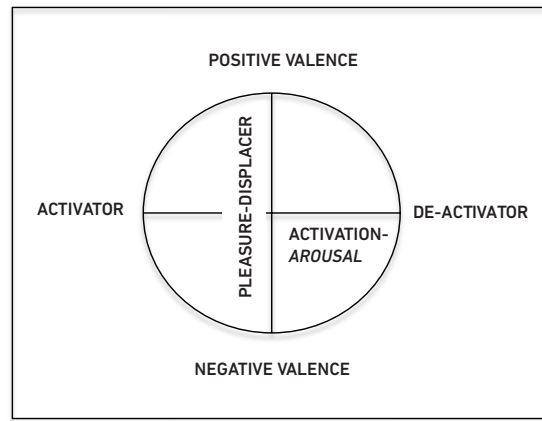 POSITIVE VALENCE
PLEASURE-DISPLACER
ACTIVATOR
DE-ACTIVATOR
ACTIVATION-
AROUSAL
NEGATIVE VALENCE